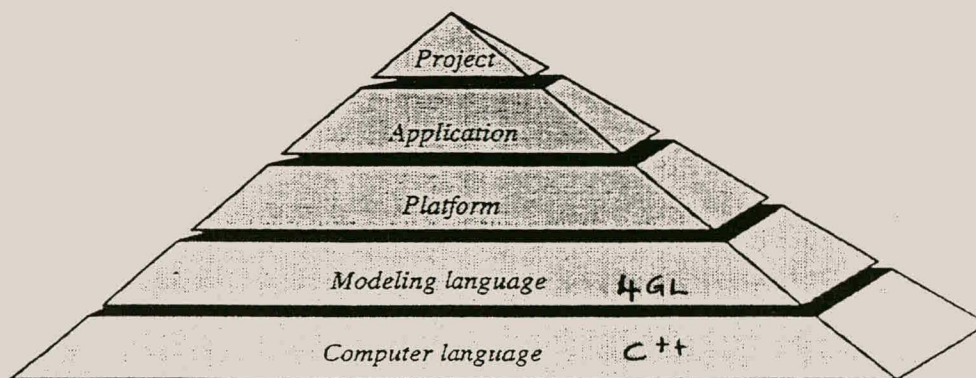 Project
Application
Platform
Modeling language 4GL
Computer language C++